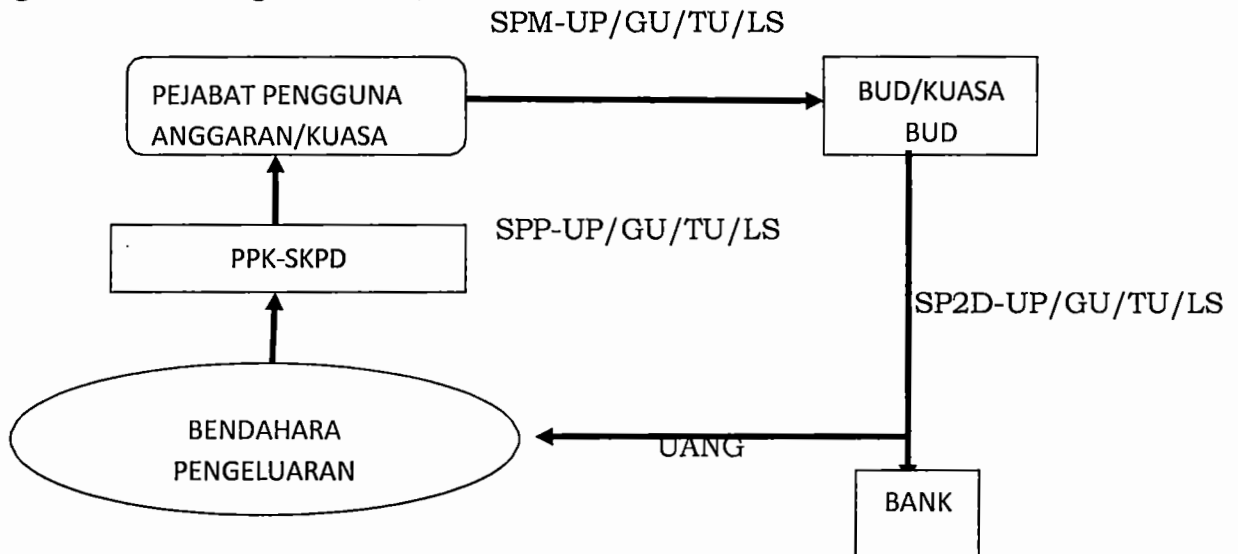 SPM-UP/GU/TU/LS
PEJABAT PENGGUNA
ANGGARAN/KUASA
BUD/KUASA
BUD
PPK-SKPD
SPP-UP/GU/TU/LS
SP2D-UP/GU/TU/LS
BENDAHARA
PENGELUARAN
UANG
BANK